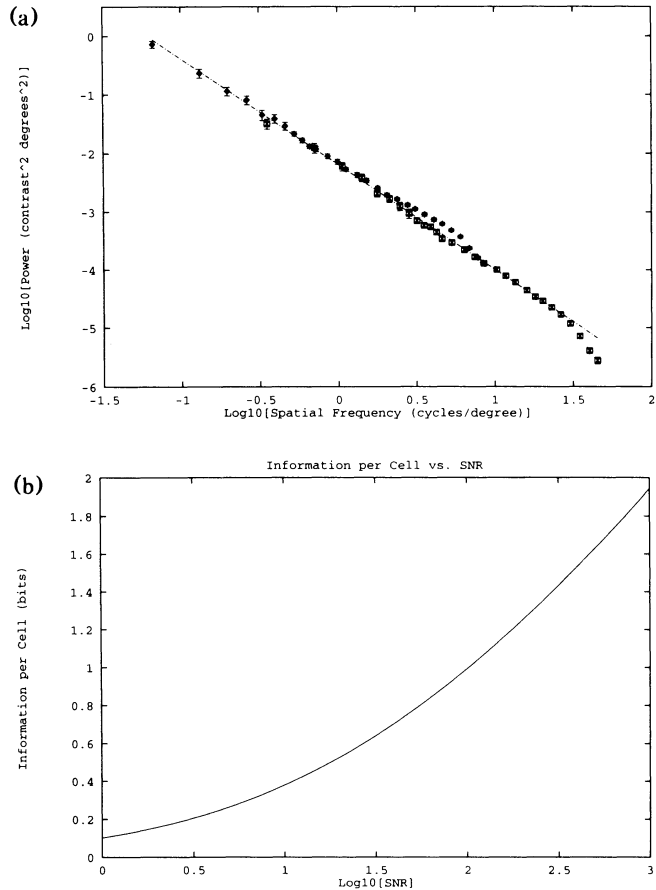 (a)
Log10[Power (contrast^2 degrees^2)]
0
-1
-2
-3
-4
-5
-6
-1.5 -1 -0.5 0 0.5 1 1.5 2
Log10[Spatial Frequency (cycles/degree)]
(b)
Information per Cell vs. SNR
Information per Cell (bits)
2
1.8
1.6
1.4
1.2
1
0.8
0.6
0.4
0.2
0
0 0.5 1 1.5 2 2.5 3
Log10[SNR]